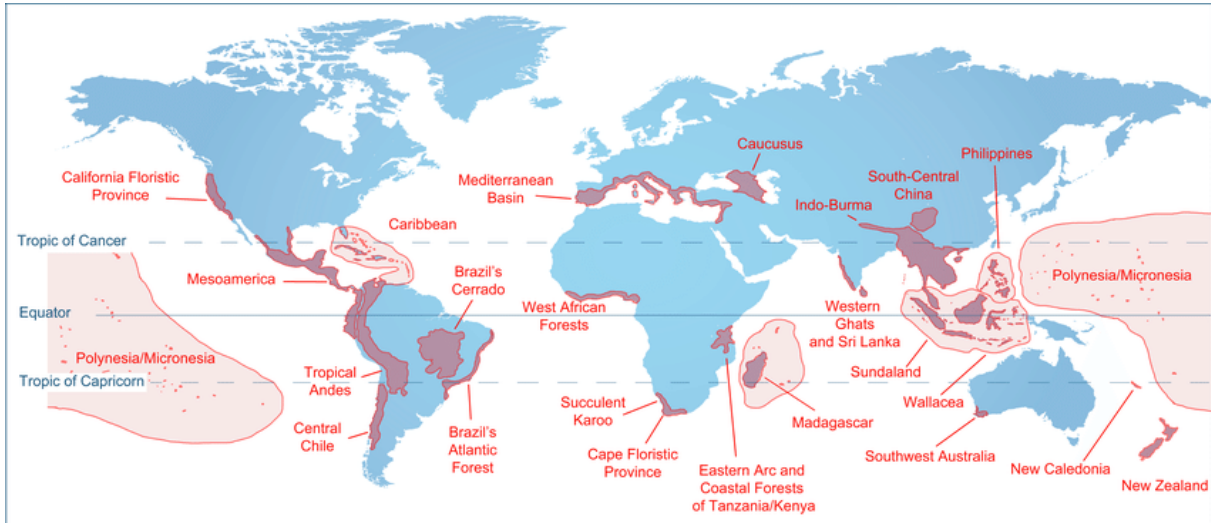 Caucusus
Philippines
California Floristic
Province
Mediterranean
Basin
South-Central
China
Indo-Burma
Caribbean
Tropic of Cancer
Mesoamerica
Brazil's
Cerrado
Polynesia/Micronesia
West African
Forests
Western
Ghats
and Sri Lanka
Equator
Polynesia/Micronesia
Tropical
Andes
Sundaland
Tropic of Capricorn
Succulent
Karoo
Madagascar
Wallacea
Central
Chile
Brazil's
Atlantic
Forest
Cape Floristic
Province
Eastern Arc and
Coastal Forests
of Tanzania/Kenya
Southwest Australia
New Caledonia
New Zealand